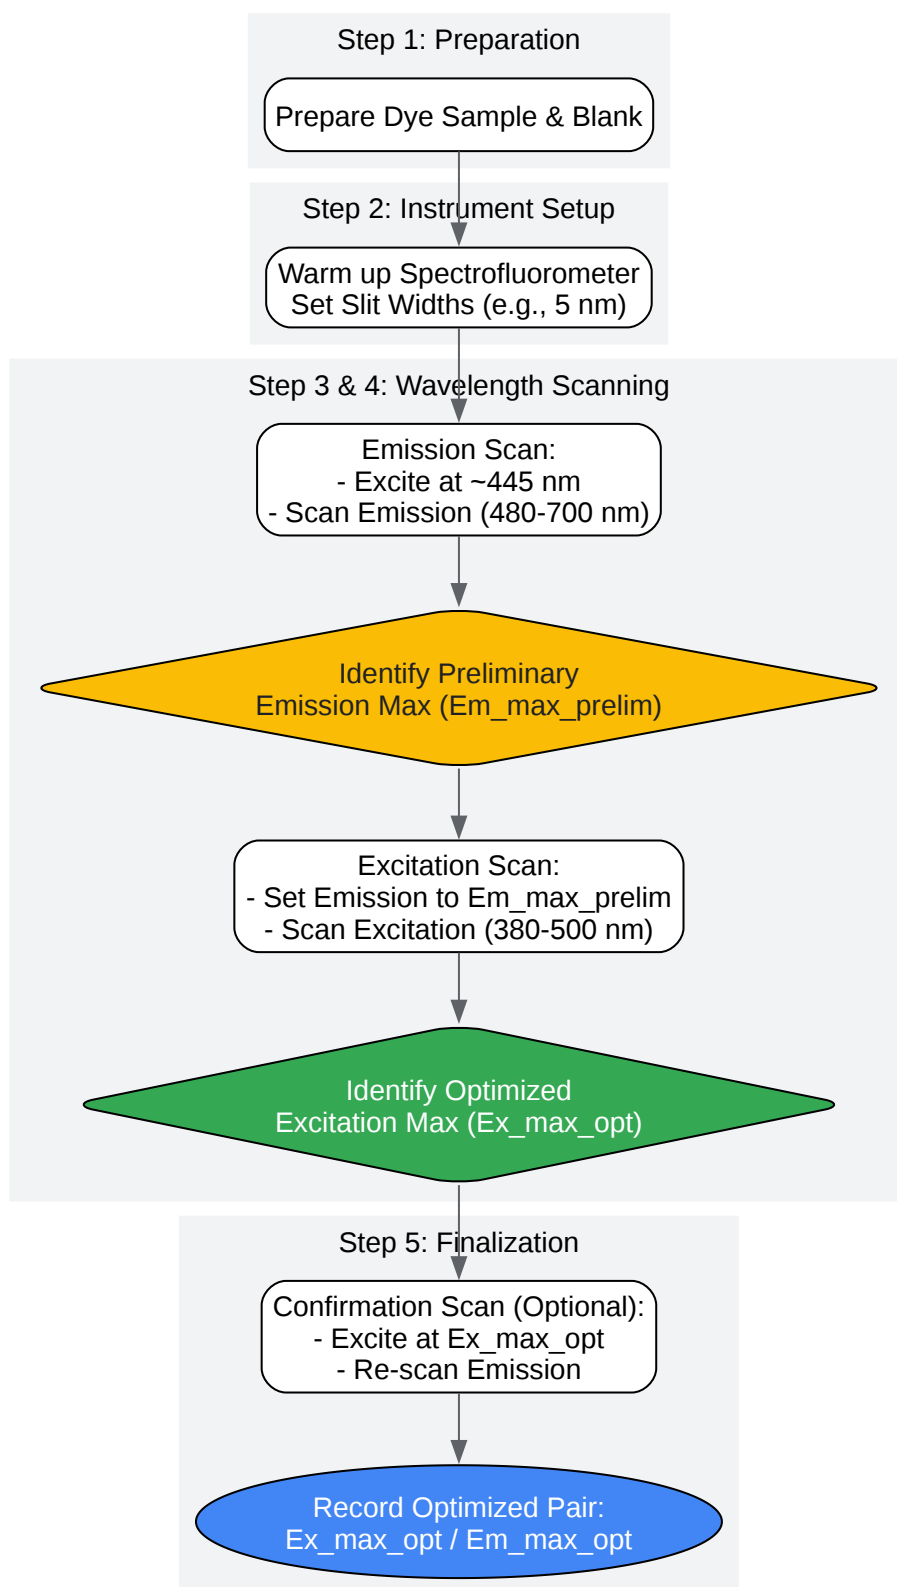 Step 1: Preparation
Prepare Dye Sample & Blank
Step 2: Instrument Setup
Warm up Spectrofluorometer
Set Slit Widths (e.g., 5 nm)
Step 3 & 4: Wavelength Scanning
Emission Scan:
- Excite at ~445 nm
- Scan Emission (480-700 nm)
Identify Preliminary
Emission Max (Em_max_prelim)
Excitation Scan:
- Set Emission to Em_max_prelim
- Scan Excitation (380-500 nm)
Identify Optimized
Excitation Max (Ex_max_opt)
Step 5: Finalization
Confirmation Scan (Optional):
- Excite at Ex_max_opt
- Re-scan Emission
Record Optimized Pair:
Ex_max_opt / Em_max_opt